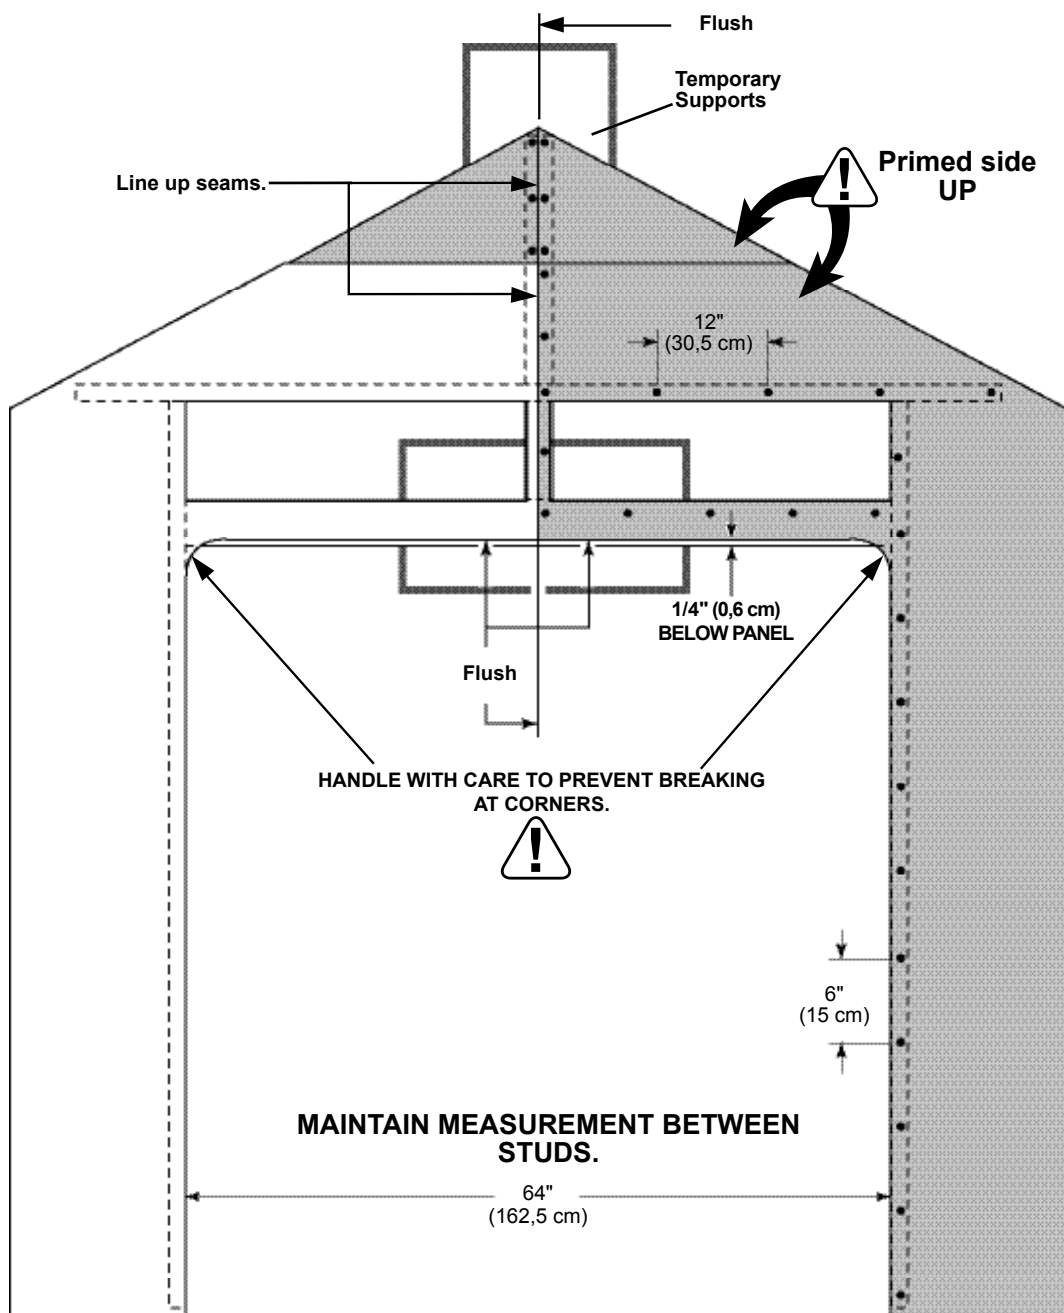 Flush
Temporary
Supports
Primed side
UP
Line up seams.
12"
(30,5 cm)
1/4" (0,6 cm)
BELOW PANEL
Flush
HANDLE WITH CARE TO PREVENT BREAKING
AT CORNERS.
!
!
6"
(15 cm)
MAINTAIN MEASUREMENT BETWEEN
STUDS.
64"
(162,5 cm)